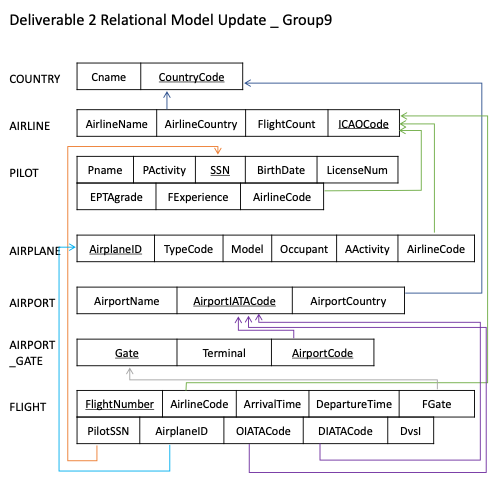 Deliverable 2 Relational Model Update _ Group9
COUNTRY Cname CountryCode
AIRLINE AirlineName AirlineCountry FlightCount ICAOCode
PILOT Pname PActivity SSN BirthDate LicenseNum
EPTAgrade FExperience AirlineCode
AIRPLANE AirplaneID TypeCode Model Occupant AActivity AirlineCode
AIRPORT AirportName AirportIATACode AirportCountry
AIRPORT
_GATE Gate Terminal AirportCode
FLIGHT FlightNumber AirlineCode ArrivalTime DepartureTime FGate
PilotSSN AirplaneID OIATACode DIATACode DvsI